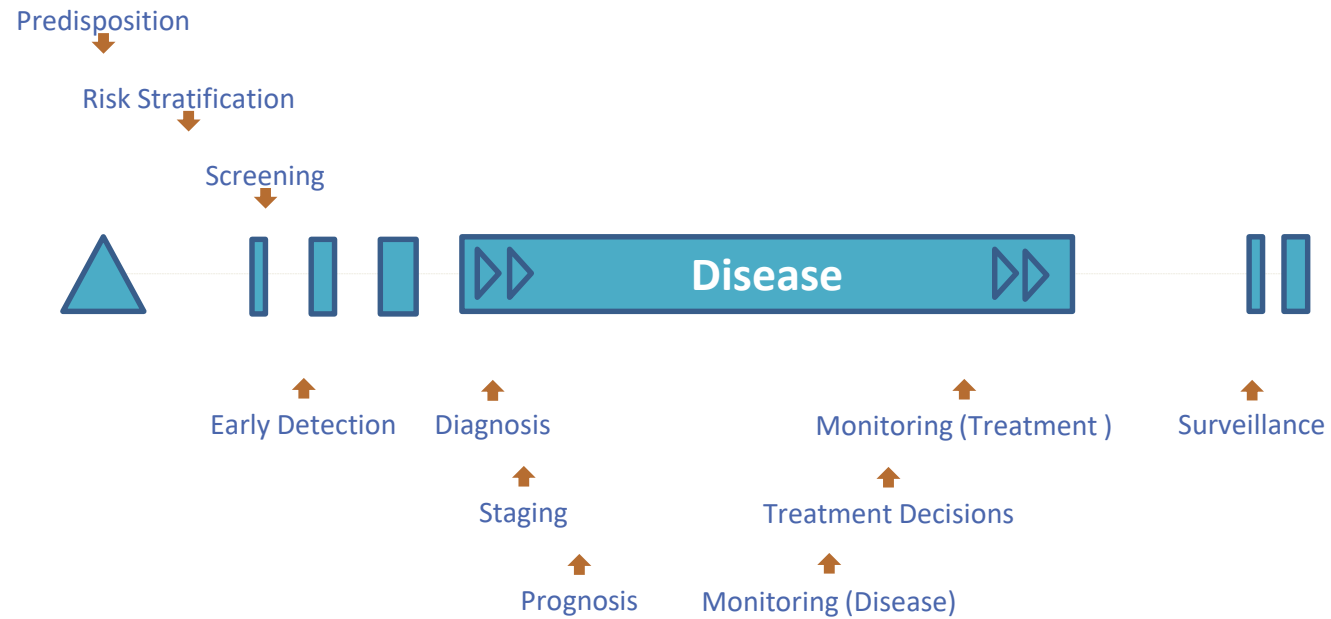 Predisposition
Risk Stratification
Screening
Disease
Early Detection
Diagnosis
Monitoring (Treatment )
Surveillance
Staging
Treatment Decisions
Prognosis
Monitoring (Disease)